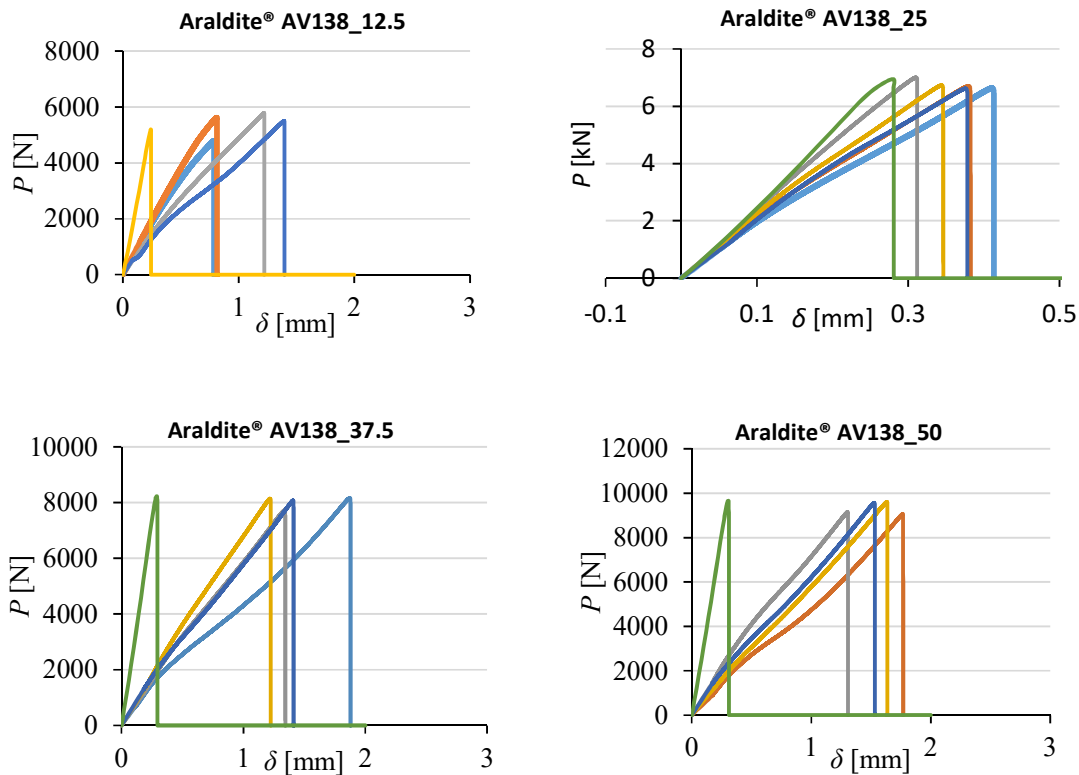 Araldite® AV138_12.5
8000
6000
4000
2000
0
P [N]
0 1 2 3
δ [mm]
Araldite® AV138_25
8
6
4
2
0
P [kN]
-0.1 0.1 0.3 0.5
δ [mm]
Araldite® AV138_37.5
10000
8000
6000
4000
2000
0
P [N]
0 1 2 3
δ [mm]
Araldite® AV138_50
12000
10000
8000
6000
4000
2000
0
P [N]
0 1 2 3
δ [mm]